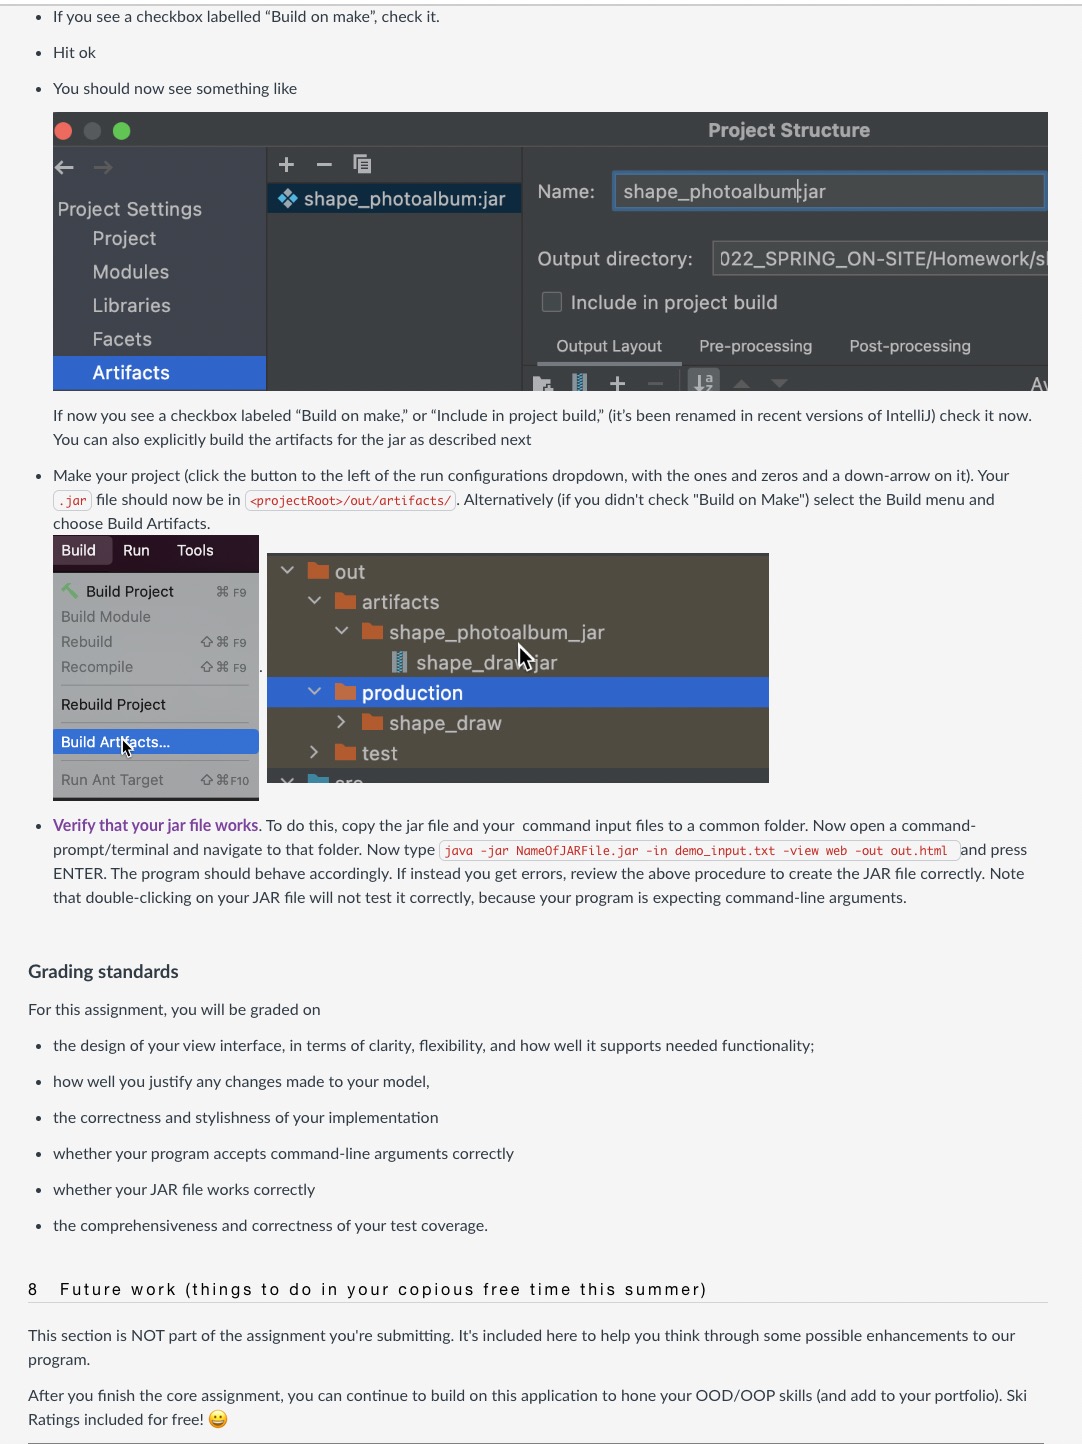 If you see a checkbox labelled “Build on make”, check it.
Hit ok
You should now see something like
Project Structure
Project Settings
Project
Modules
Libraries
Facets
Artifacts
shape_photoalbum:jar
Name: shape_photoalbum:jar
Output directory: 022_SPRING_ON-SITE/Homework/s
Include in project build
Output Layout Pre-processing Post-processing
If now you see a checkbox labeled “Build on make,” or “Include in project build,” (it’s been renamed in recent versions of IntelliJ) check it now.
You can also explicitly build the artifacts for the jar as described next
Make your project (click the button to the left of the run configurations dropdown, with the ones and zeros and a down-arrow on it). Your
.jar file should now be in <projectRoot>/out/artifacts/. Alternatively (if you didn't check "Build on Make") select the Build menu and
choose Build Artifacts.
Build Run Tools
Build Project ⌘ F9
Build Module
Rebuild ⇧⌘ F9
Recompile ⇧⌘ F9
Rebuild Project
Build Artifacts...
Run Ant Target ⇧⌘F10
.
out
artifacts
shape_photoalbum_jar
shape_draw.jar
production
shape_draw
test
src
Verify that your jar file works. To do this, copy the jar file and your command input files to a common folder. Now open a command-
prompt/terminal and navigate to that folder. Now type java -jar NameOfJARFile.jar -in demo_input.txt -view web -out out.html and press
ENTER. The program should behave accordingly. If instead you get errors, review the above procedure to create the JAR file correctly. Note
that double-clicking on your JAR file will not test it correctly, because your program is expecting command-line arguments.
Grading standards
For this assignment, you will be graded on
the design of your view interface, in terms of clarity, flexibility, and how well it supports needed functionality;
how well you justify any changes made to your model,
the correctness and stylishness of your implementation
whether your program accepts command-line arguments correctly
whether your JAR file works correctly
the comprehensiveness and correctness of your test coverage.
8 Future work (things to do in your copious free time this summer)
This section is NOT part of the assignment you're submitting. It's included here to help you think through some possible enhancements to our
program.
After you finish the core assignment, you can continue to build on this application to hone your OOD/OOP skills (and add to your portfolio). Ski
Ratings included for free! 😀